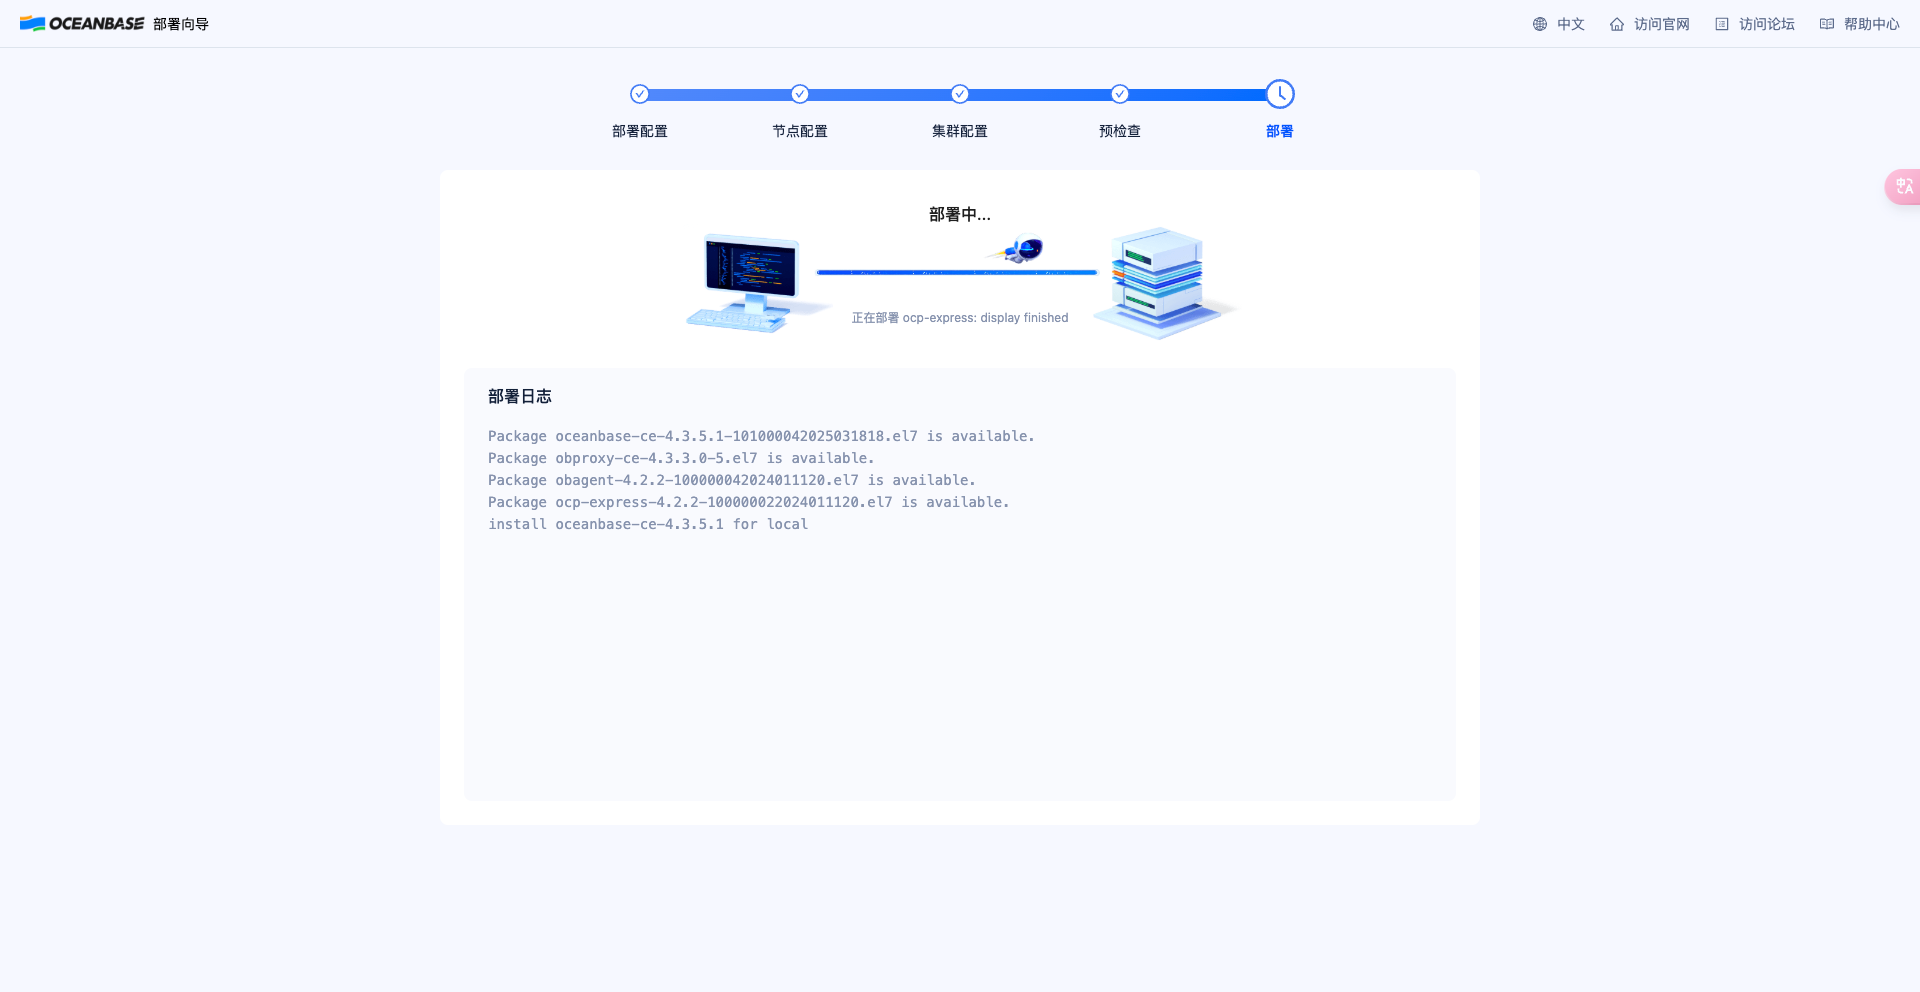 OCEANBASE 部署向导
中文
访问官网
访问论坛
帮助中心
部署配置
节点配置
集群配置
预检查
部署
部署中...
正在部署 ocp-express: display finished
部署日志
Package oceanbase-ce-4.3.5.1-101000042025031818.el7 is available.
Package obproxy-ce-4.3.3.0-5.el7 is available.
Package obagent-4.2.2-100000042024011120.el7 is available.
Package ocp-express-4.2.2-100000022024011120.el7 is available.
install oceanbase-ce-4.3.5.1 for local